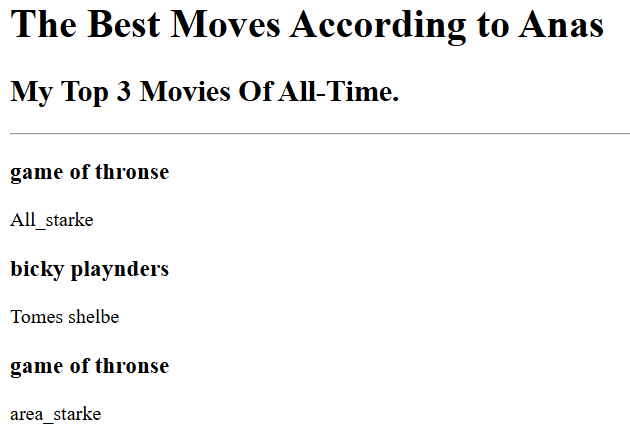 The Best Moves According to Anas
My Top 3 Movies Of All-Time.
game of thronse
All_starke
bicky playnders
Tomes shelbe
game of thronse
area_starke